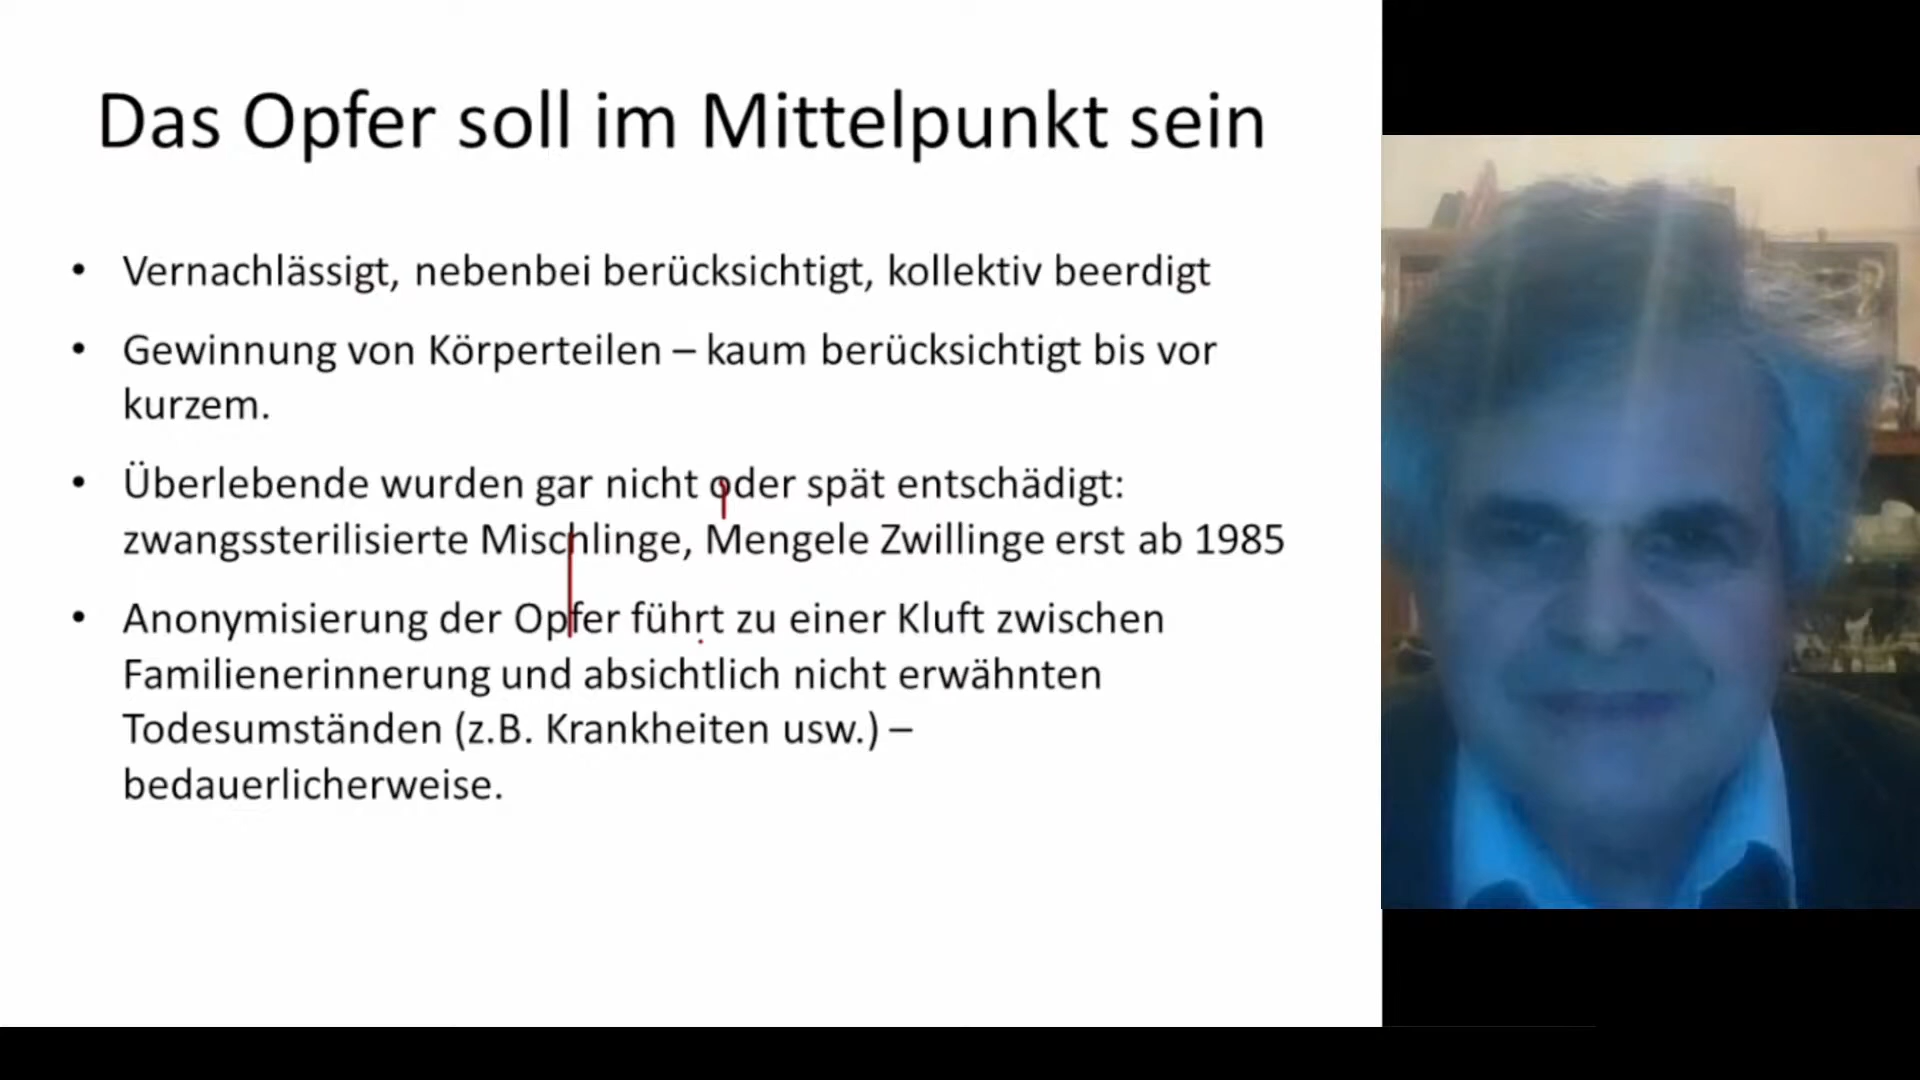 Das Opfer soll im Mittelpunkt sein
• Vernachlässigt, nebenbei berücksichtigt, kollektiv beerdigt
• Gewinnung von Körperteilen – kaum berücksichtigt bis vor
kurzem.
• Überlebende wurden gar nicht oder spät entschädigt:
zwangssterilisierte Mischlinge, Mengele Zwillinge erst ab 1985
• Anonymisierung der Opfer führt zu einer Kluft zwischen
Familienerinnerung und absichtlich nicht erwähnten
Todesumständen (z.B. Krankheiten usw.) –
bedauerlicherweise.